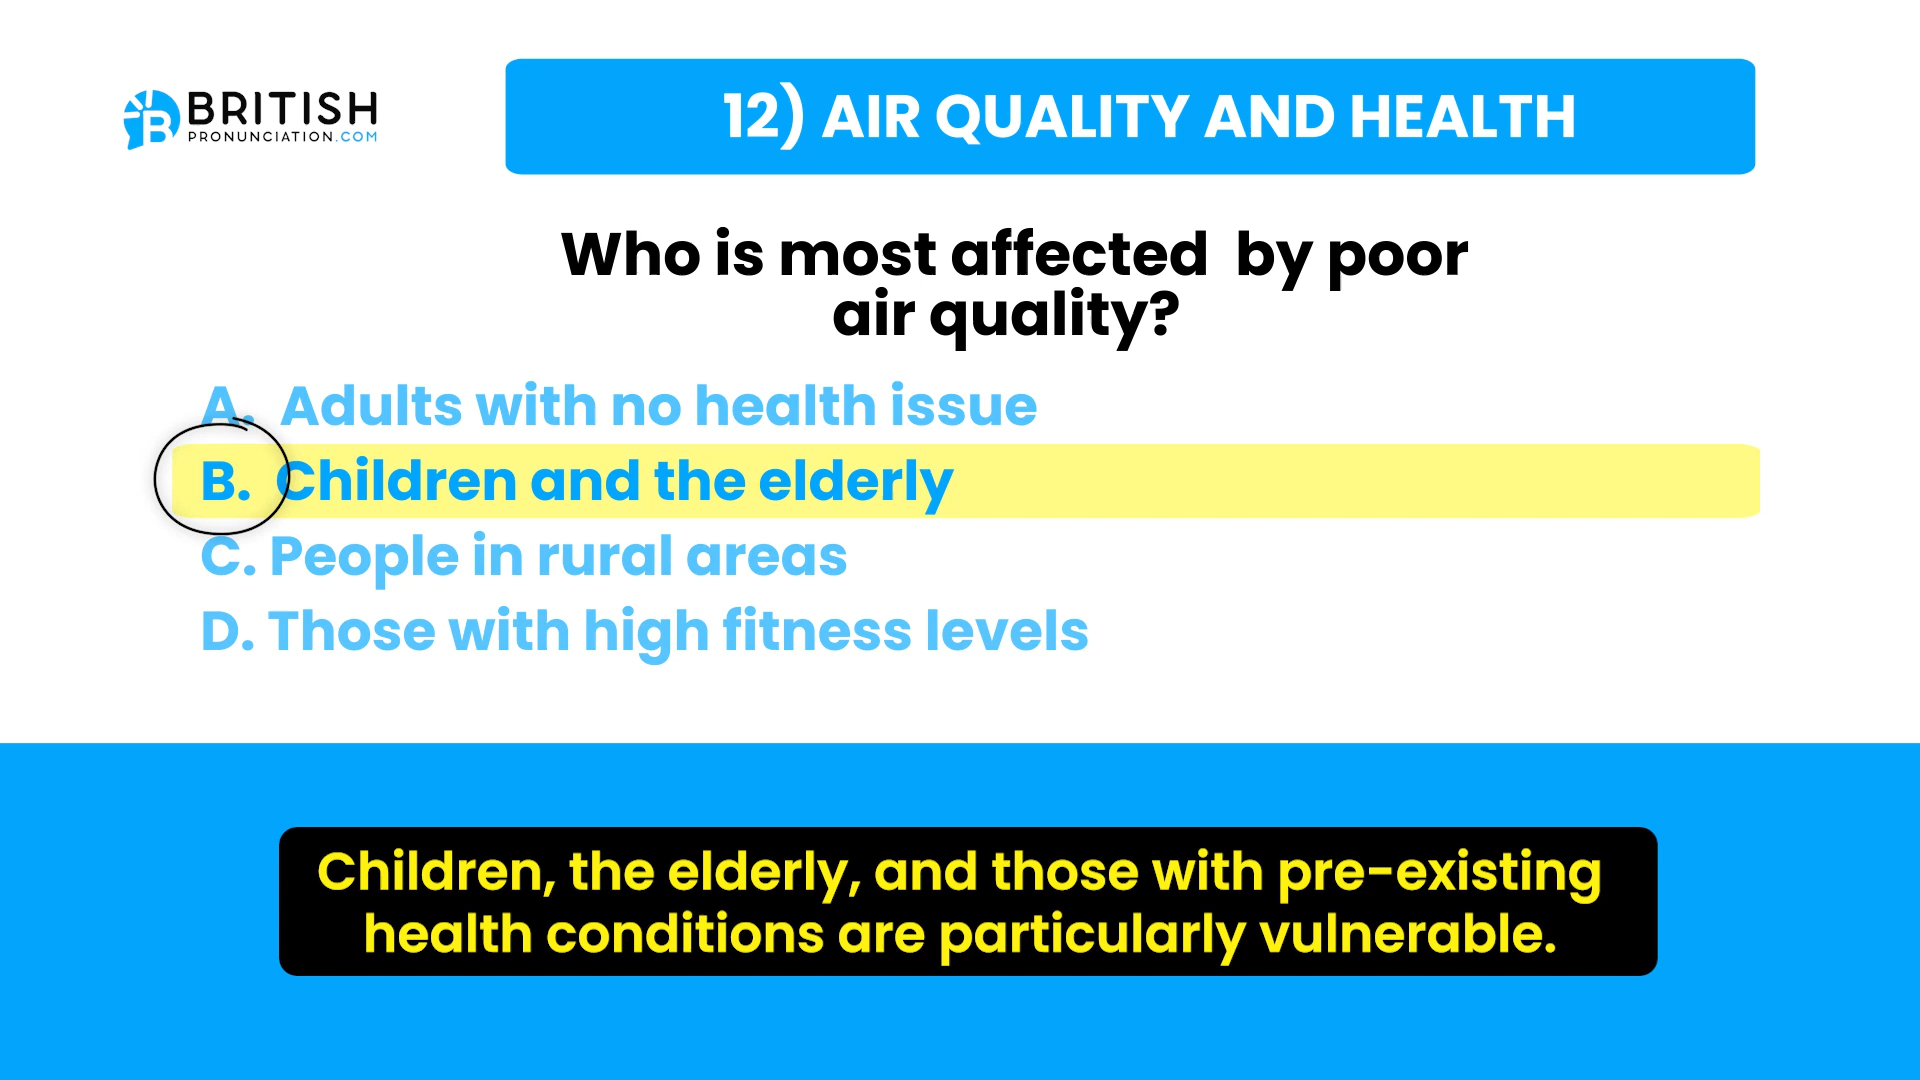 BRITISH
PRONUNCIATION.COM
12) AIR QUALITY AND HEALTH
Who is most affected  by poor
air quality?
A.  Adults with no health issue
B.  Children and the elderly
C. People in rural areas
D. Those with high fitness levels
Children, the elderly, and those with pre-existing
health conditions are particularly vulnerable.